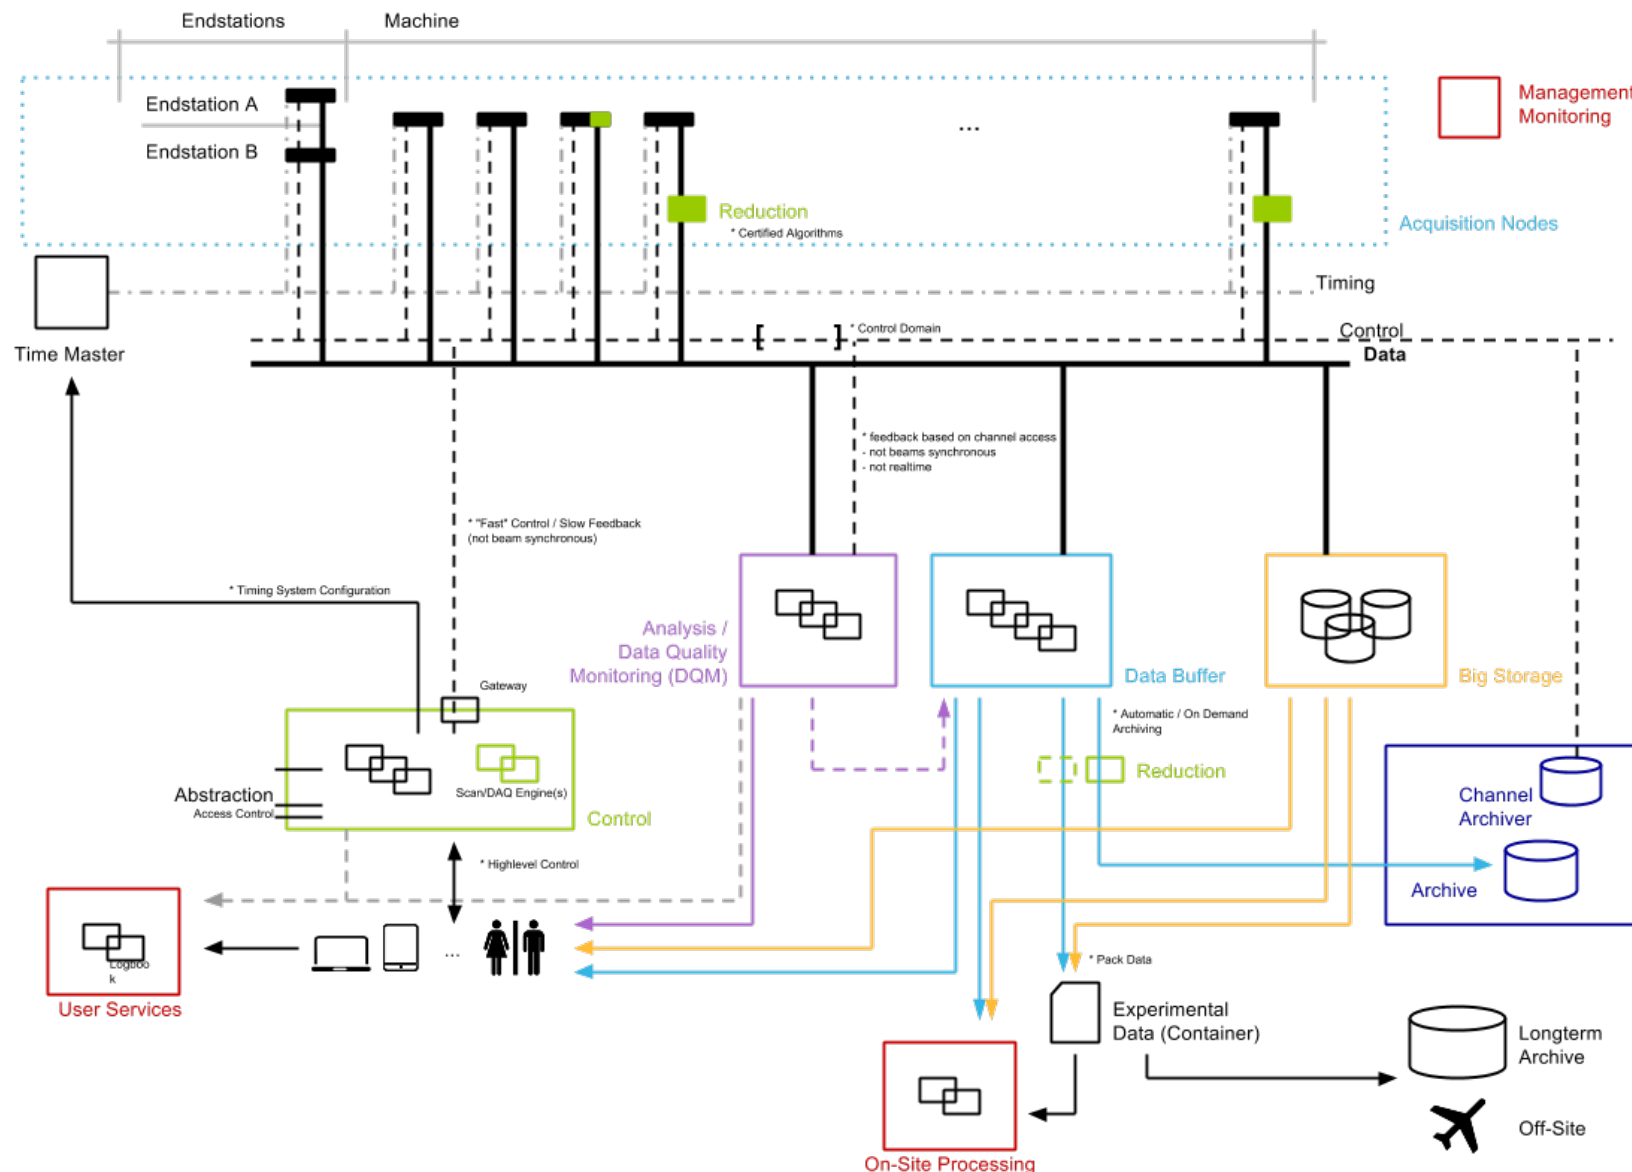 Endstations
Machine
Endstation A
Endstation B
Management
Monitoring
Reduction
* Certified Algorithms
Acquisition Nodes
...
Timing
Time Master
* Control Domain
Control
Data
* feedback based on channel access
- not beams synchronous
- not realtime
* "Fast" Control / Slow Feedback
(not beam synchronous)
* Timing System Configuration
Analysis /
Data Quality
Monitoring (DQM)
Data Buffer
Big Storage
Gateway
* Automatic / On Demand
Archiving
Reduction
Abstraction
Access Control
Scan/DAQ Engine(s)
Control
Channel
Archiver
Archive
* Highlevel Control
...
Logboo
k
User Services
* Pack Data
Experimental
Data (Container)
Longterm
Archive
Off-Site
On-Site Processing